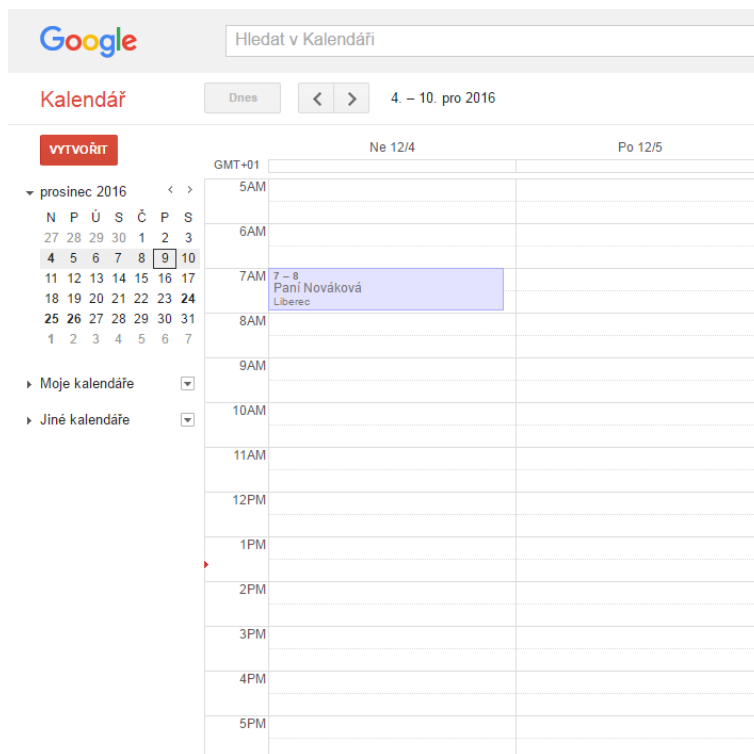 Google
Hledat v Kalendáři
Kalendář
Dnes
4. – 10. pro 2016
VYTVOŘIT
Ne 12/4
Po 12/5
GMT+01
prosinec 2016
N P Ú S Č P S
27 28 29 30 1 2 3
4 5 6 7 8 9 10
11 12 13 14 15 16 17
18 19 20 21 22 23 24
25 26 27 28 29 30 31
1 2 3 4 5 6 7
Moje kalendáře
Jiné kalendáře
5AM
6AM
7AM
7 – 8
Paní Nováková
Liberec
8AM
9AM
10AM
11AM
12PM
1PM
2PM
3PM
4PM
5PM